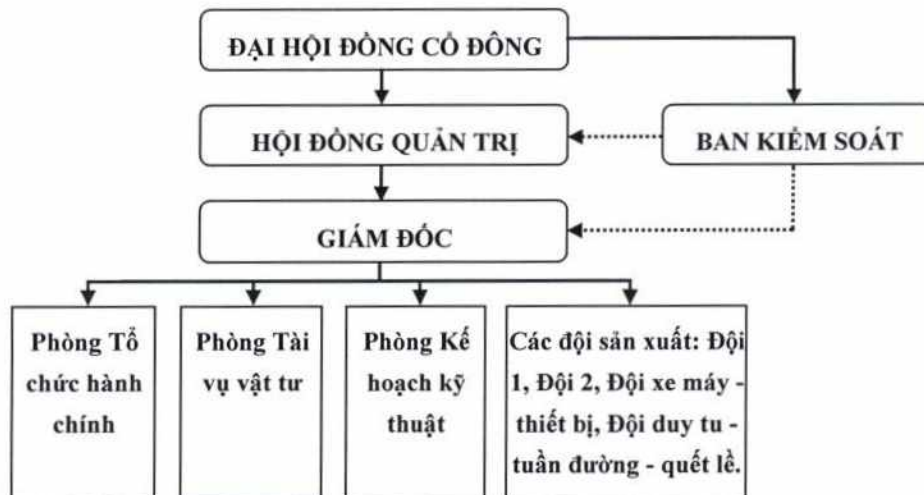 ĐẠI HỘI ĐỒNG CỔ ĐÔNG
HỘI ĐỒNG QUẢN TRỊ
BAN KIỂM SOÁT
GIÁM ĐỐC
Phòng Tổ
chức hành
chính
Phòng Tài
vụ vật tư
Phòng Kế
hoạch kỹ
thuật
Các đội sản xuất: Đội
1, Đội 2, Đội xe máy -
thiết bị, Đội duy tu -
tuần đường - quét lề.